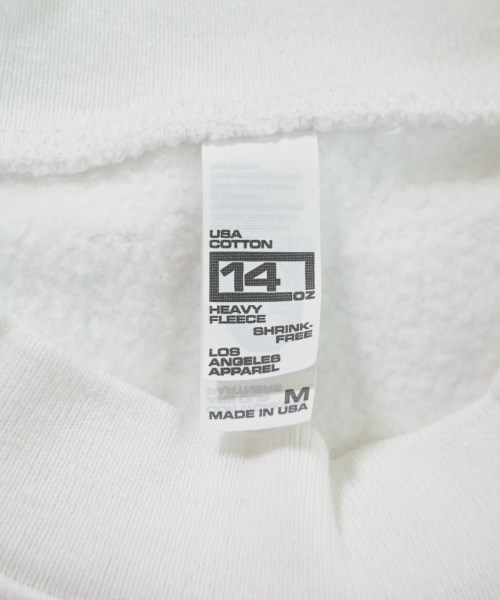 USA
COTTON
14
OZ
HEAVY
FLEECE
SHRINK-
FREE
LOS
ANGELES
APPAREL
M
MADE IN USA